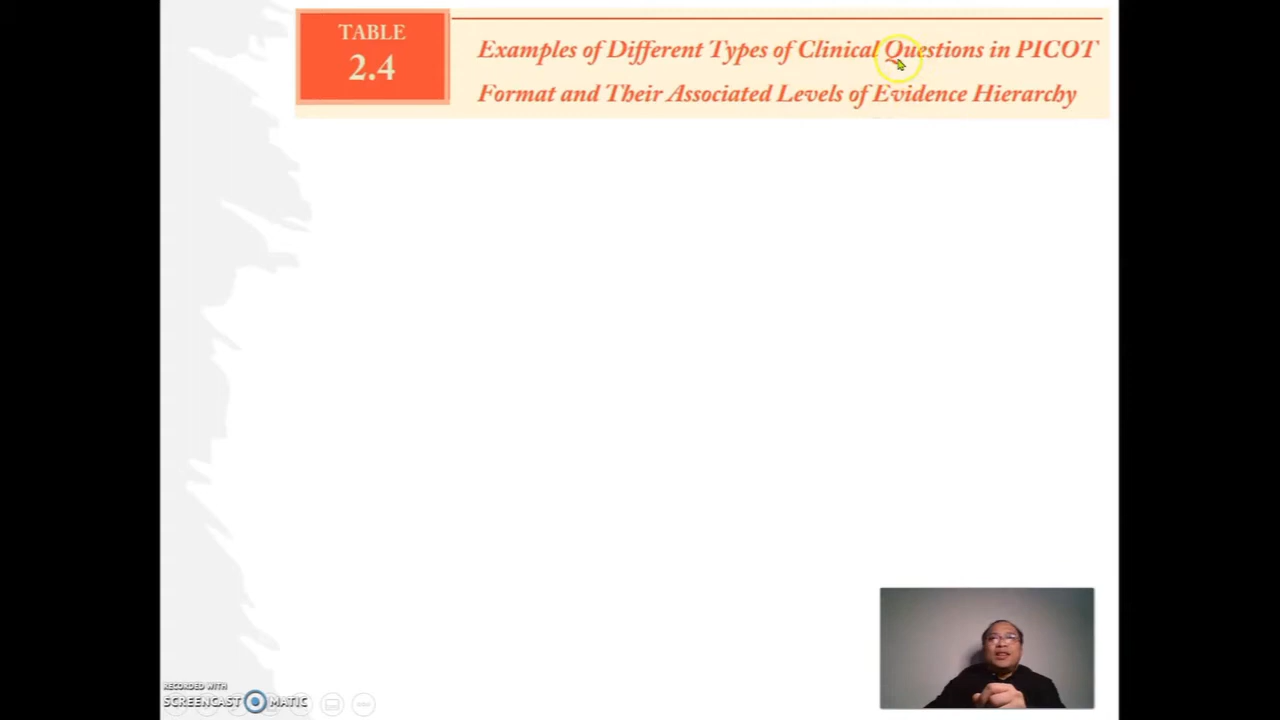 TABLE
2.4
Examples of Different Types of Clinical Questions in PICOT
Format and Their Associated Levels of Evidence Hierarchy
RECORDED WITH
SCREENCAST MATIC